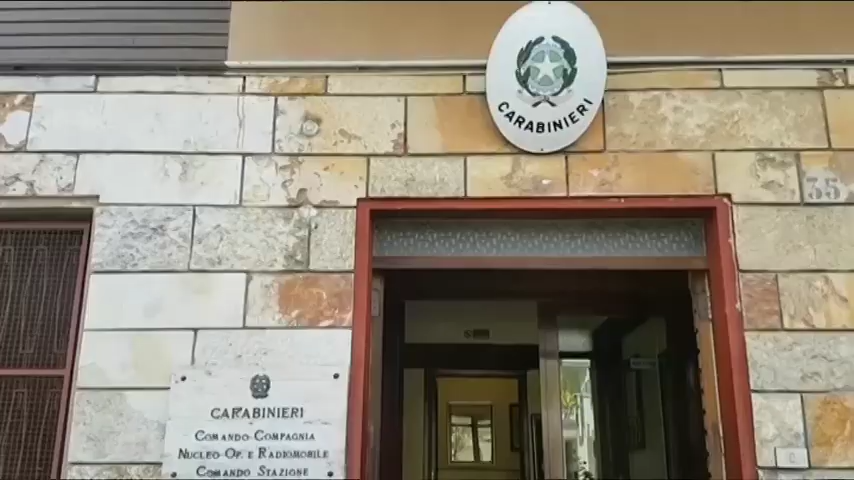 CARABINIERI
35
CARABINIERI
COMANDO COMPAGNIA
NUCLEO OP. E RADIOMOBILE
COMANDO STAZIONE